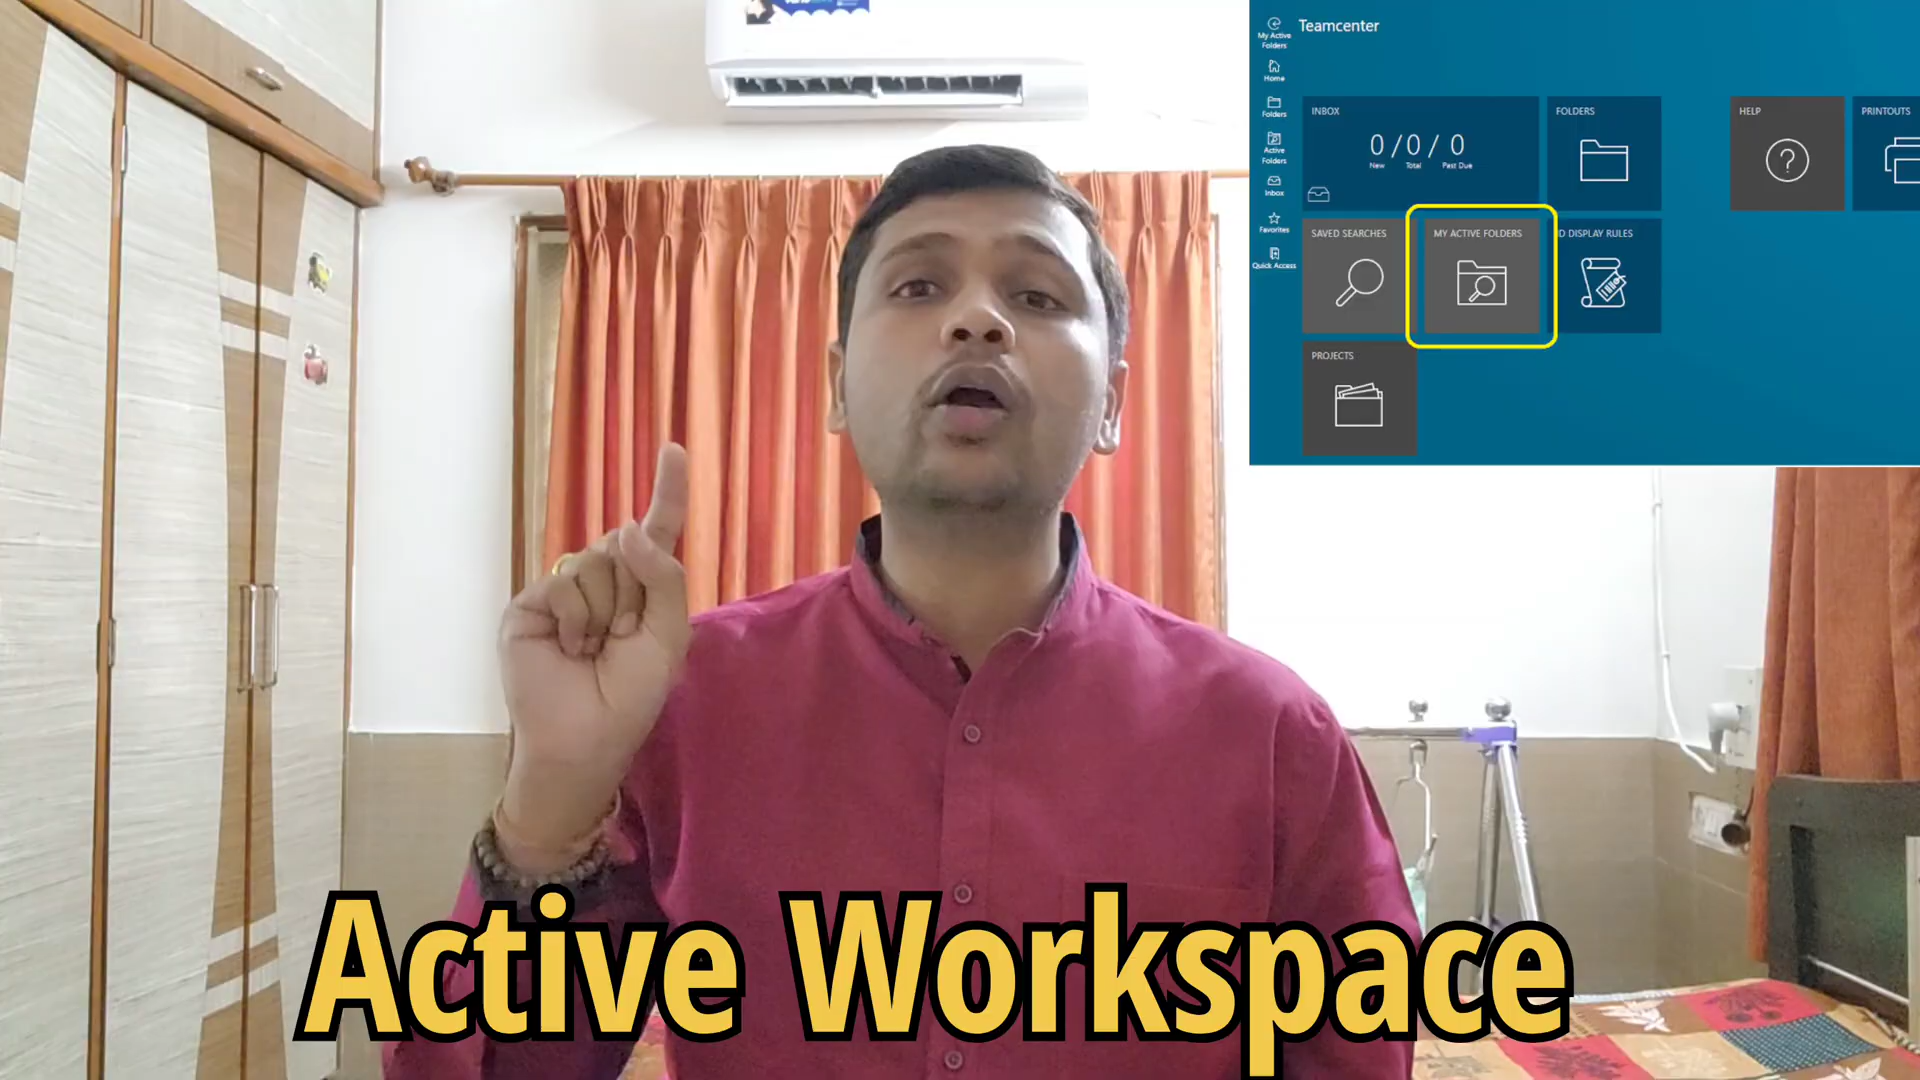 Teamcenter
My Active
Folders
Home
Folders
Active
Folders
Inbox
Favorites
Quick Access
INBOX
0 / 0 / 0
New Total Past Due
FOLDERS
HELP
PRINTOUTS
SAVED SEARCHES
MY ACTIVE FOLDERS
ID DISPLAY RULES
PROJECTS
Active Workspace